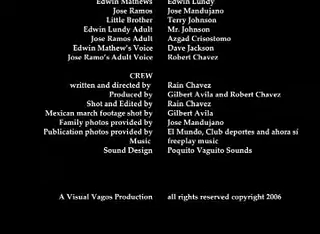 Edwin Mathews Edwin Lundy
Jose Ramos Jose Mandujano
Little Brother Terry Johnson
Edwin Lundy Adult Mr. Johnson
Jose Ramos Adult Azgad Crisostomo
Edwin Mathew's Voice Dave Jackson
Jose Ramo's Adult Voice Robert Chavez
CREW
written and directed by Rain Chavez
Produced by Gilbert Avila and Robert Chavez
Shot and Edited by Rain Chavez
Mexican march footage shot by Gilbert Avila
Family photos provided by Jose Mandujano
Publication photos provided by El Mundo, Club deportes and ahora sí
Music freeplay music
Sound Design Poquito Vaguito Sounds
A Visual Vagos Production all rights reserved copyright 2006